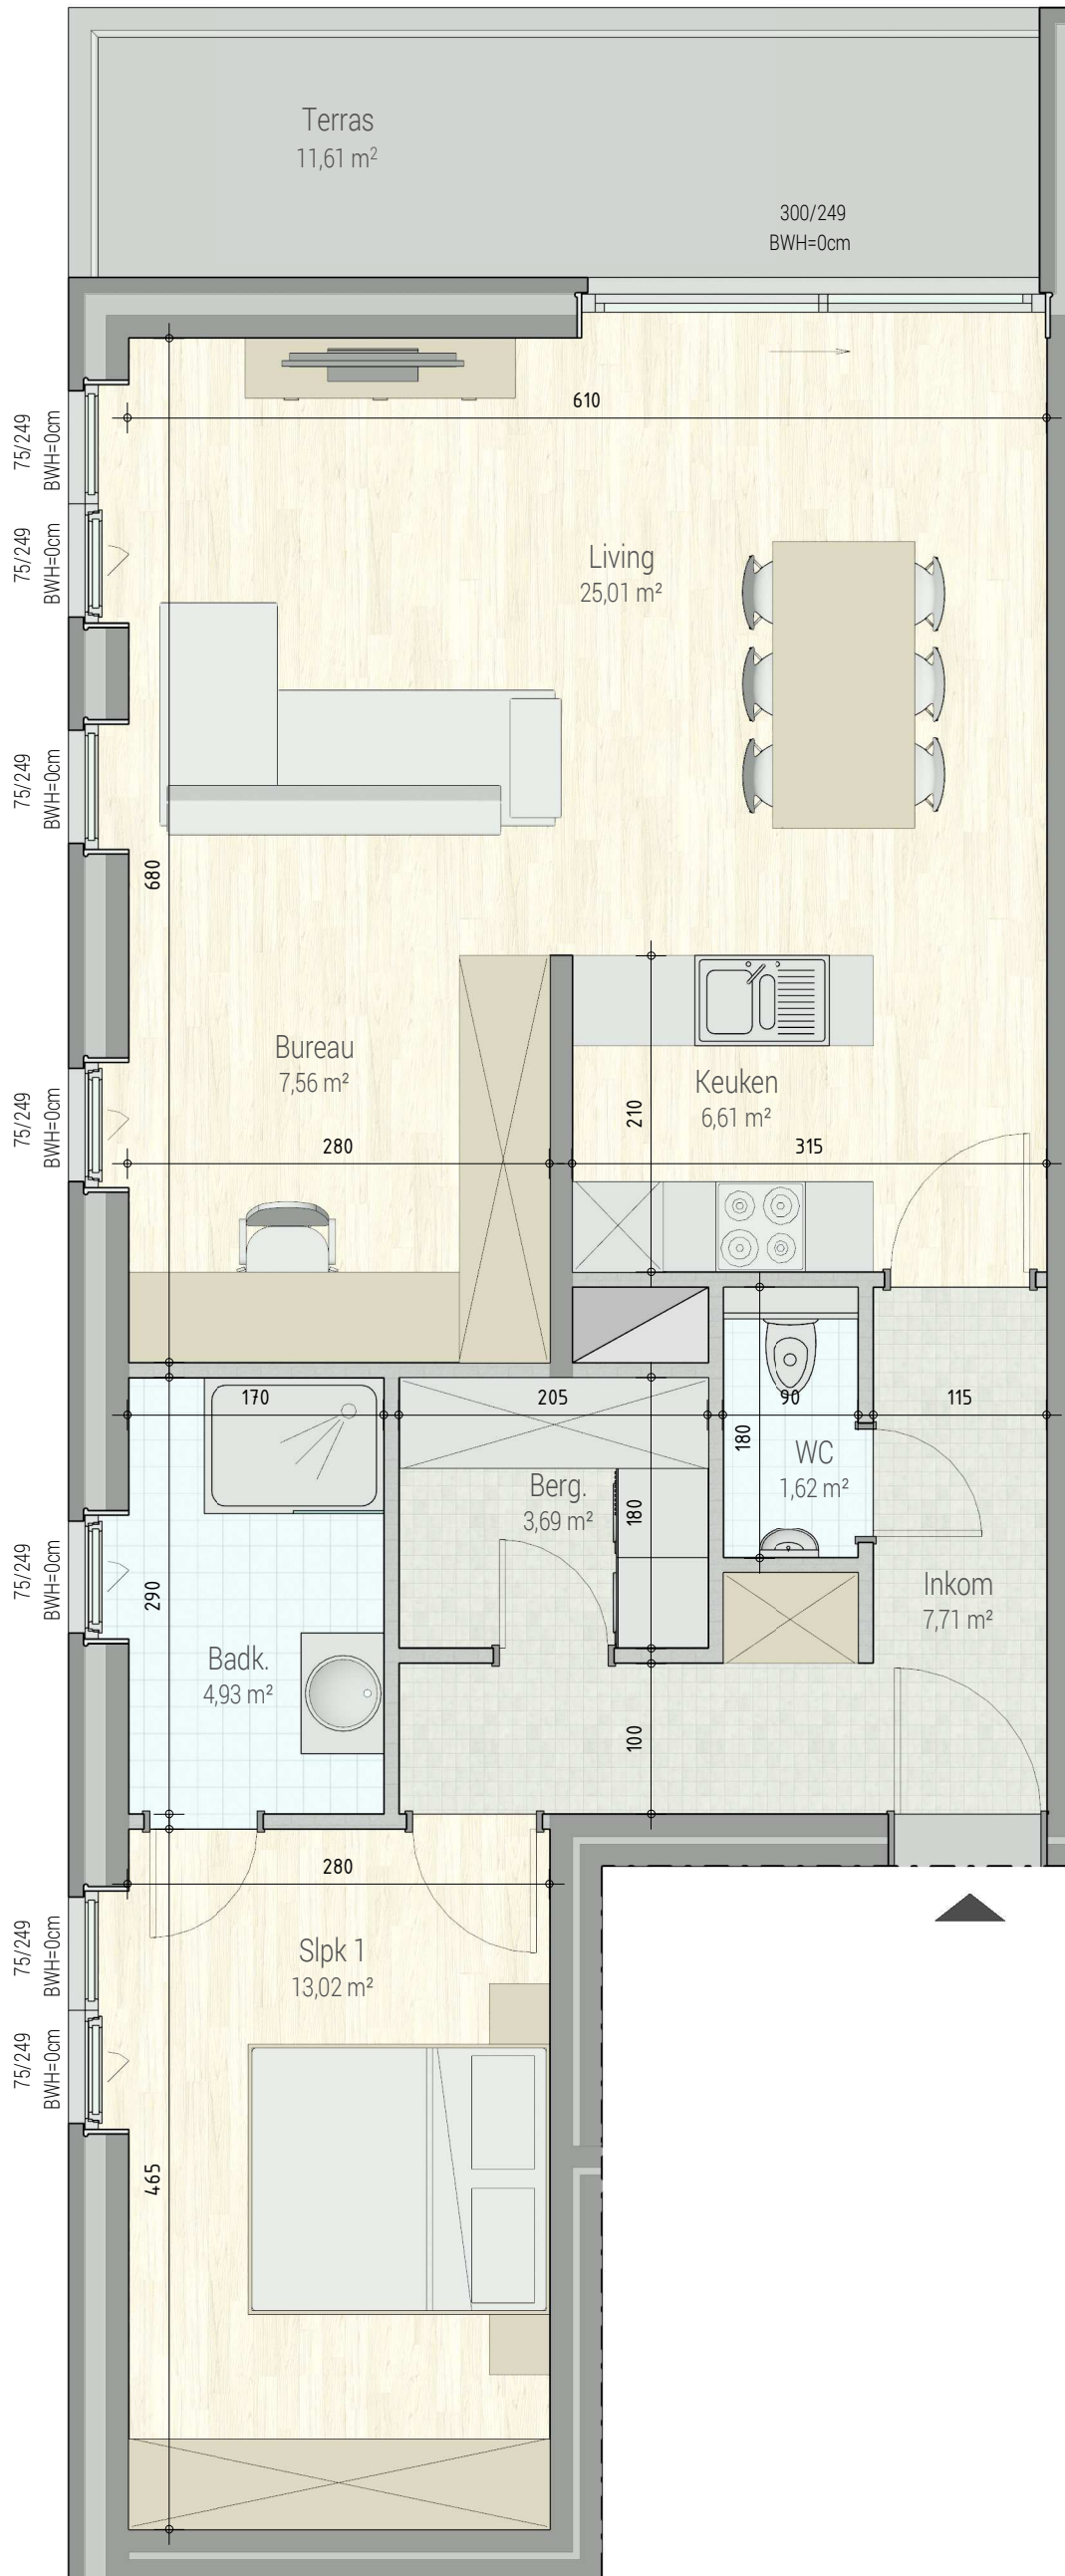 Terras
11,61 m²
300/249
BWH=0cm
610
75/249
BWH=0cm
75/249
BWH=0cm
Living
25,01 m²
75/249
BWH=0cm
680
Bureau
7,56 m²
Keuken
6,61 m²
210
75/249
BWH=0cm
280
315
170
205
90
115
180
WC
1,62 m²
Berg.
3,69 m²
180
75/249
BWH=0cm
290
Inkom
7,71 m²
Badk.
4,93 m²
100
280
75/249
BWH=0cm
Slpk 1
13,02 m²
75/249
BWH=0cm
465